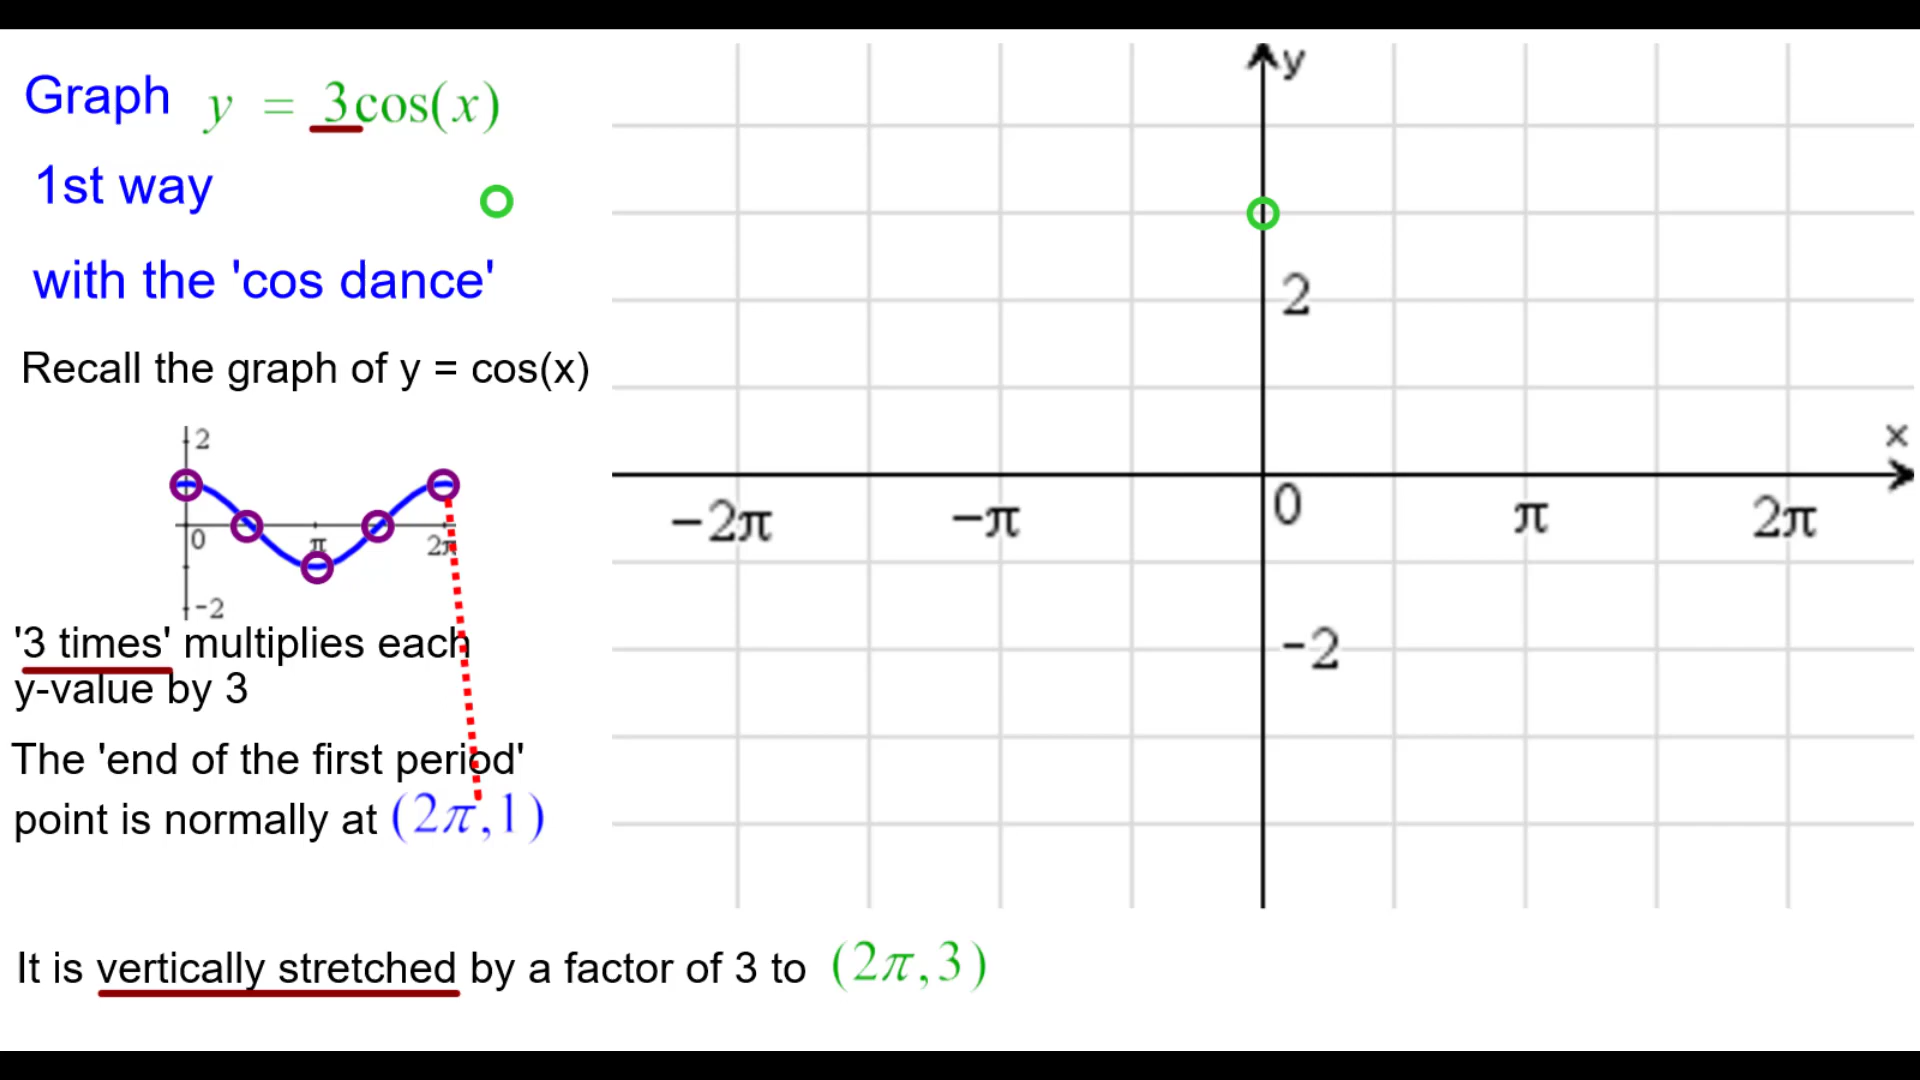 Graph y = 3cos(x)
1st way
with the 'cos dance'
Recall the graph of y = cos(x)
2
0 π 2π
-2
'3 times' multiplies each
y-value by 3
The 'end of the first period'
point is normally at (2π,1)
It is vertically stretched by a factor of 3 to (2π,3)
y
2
x
-2π -π 0 π 2π
-2